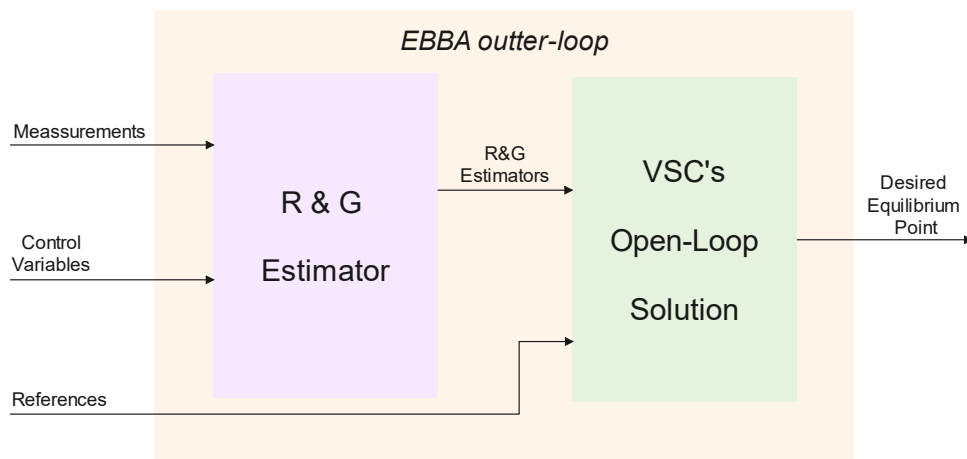 EBBA outter-loop
Meassurements
Control
Variables
References
R & G
Estimator
R&G
Estimators
VSC's
Open-Loop
Solution
Desired
Equilibrium
Point